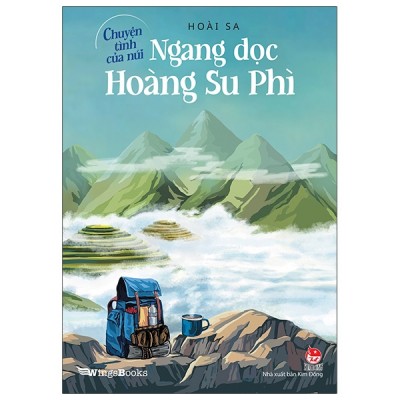 HOÀI SA
Chuyện
tình
của núi
Ngang dọc
Hoàng Su Phì
WingsBooks
Nhà xuất bản Kim Đồng